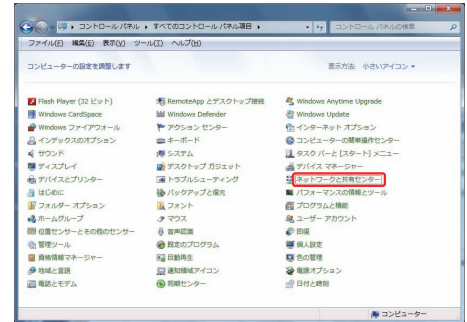 コントロール パネル ▸ すべてのコントロール パネル項目 ▸ コントロール パネルの検索
ファイル(F) 編集(E) 表示(V) ツール(T) ヘルプ(H)
コンピューターの設定を調整します 表示方法: 小さいアイコン
Flash Player (32 ビット) RemoteApp とデスクトップ接続 Windows Anytime Upgrade
Windows CardSpace Windows Defender Windows Update
Windows ファイアウォール アクション センター インターネット オプション
インデックスのオプション キーボード コンピューターの簡単操作センター
サウンド システム タスク バーと [スタート] メニュー
ディスプレイ デスクトップ ガジェット デバイス マネージャー
デバイスとプリンター トラブルシューティング ネットワークと共有センター
はじめに バックアップと復元 パフォーマンスの情報とツール
フォルダー オプション フォント プログラムと機能
ホームグループ マウス ユーザー アカウント
位置センサーとその他のセンサー 音声認識 回復
管理ツール 既定のプログラム 個人設定
資格情報マネージャー 自動再生 色の管理
地域と言語 通知領域アイコン 電源オプション
電話とモデム 同期センター 日付と時刻
コンピューター